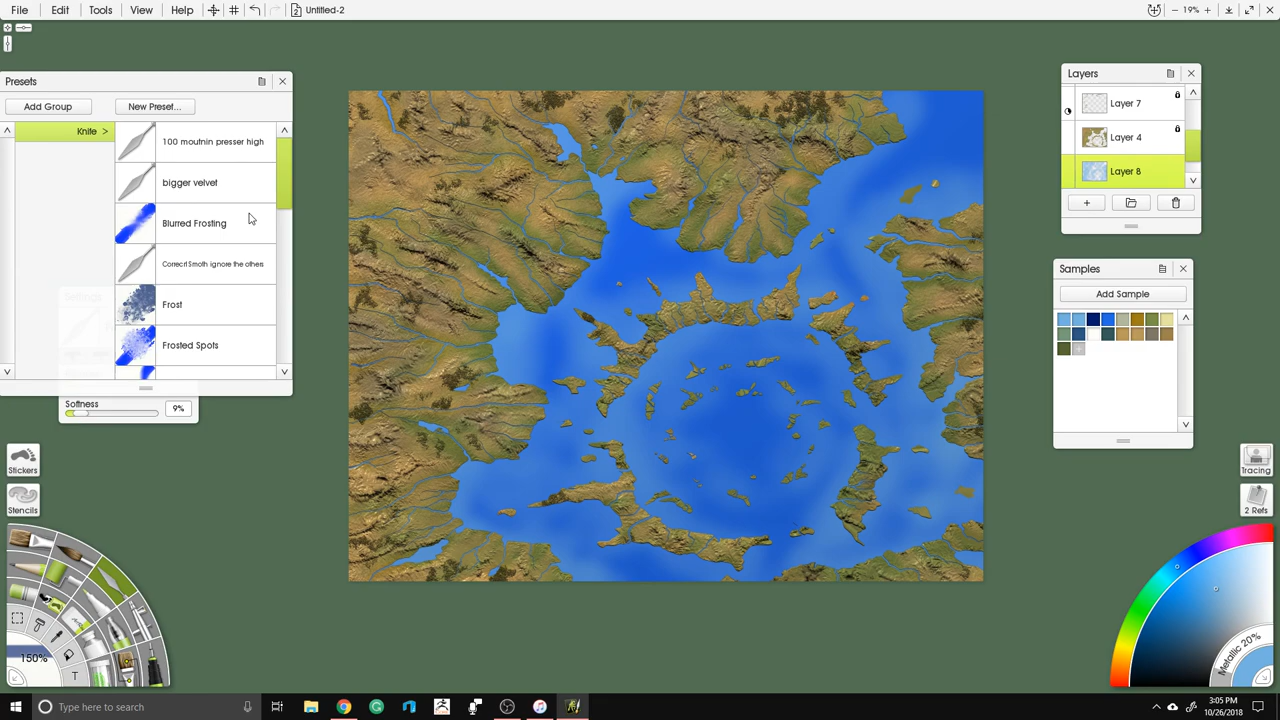 File Edit Tools View Help Untitled-2 19%
Presets
Add Group New Preset...
Knife >
100 moutnin presser high
bigger velvet
Blurred Frosting
Correcrl Smoth ignore the others
Frost
Frosted Spots
Softness
9%
Stickers
Stencils
150%
T
Layers
Layer 7
Layer 4
Layer 8
Samples
Add Sample
Tracing
2 Refs
Metallic 20%
Type here to search
3:05 PM
10/26/2018